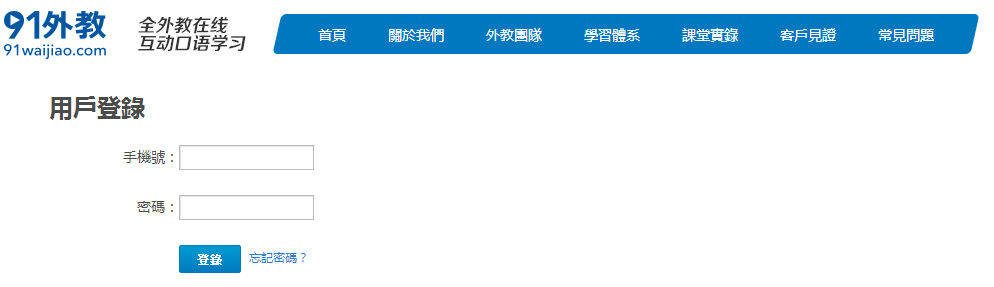 91外教
91waijiao.com
全外教在线
互动口语学习
首頁 關於我們 外教團隊 學習體系 課堂實錄 客戶見證 常見問題
用戶登錄
手機號：
密碼：
登錄 忘記密碼？